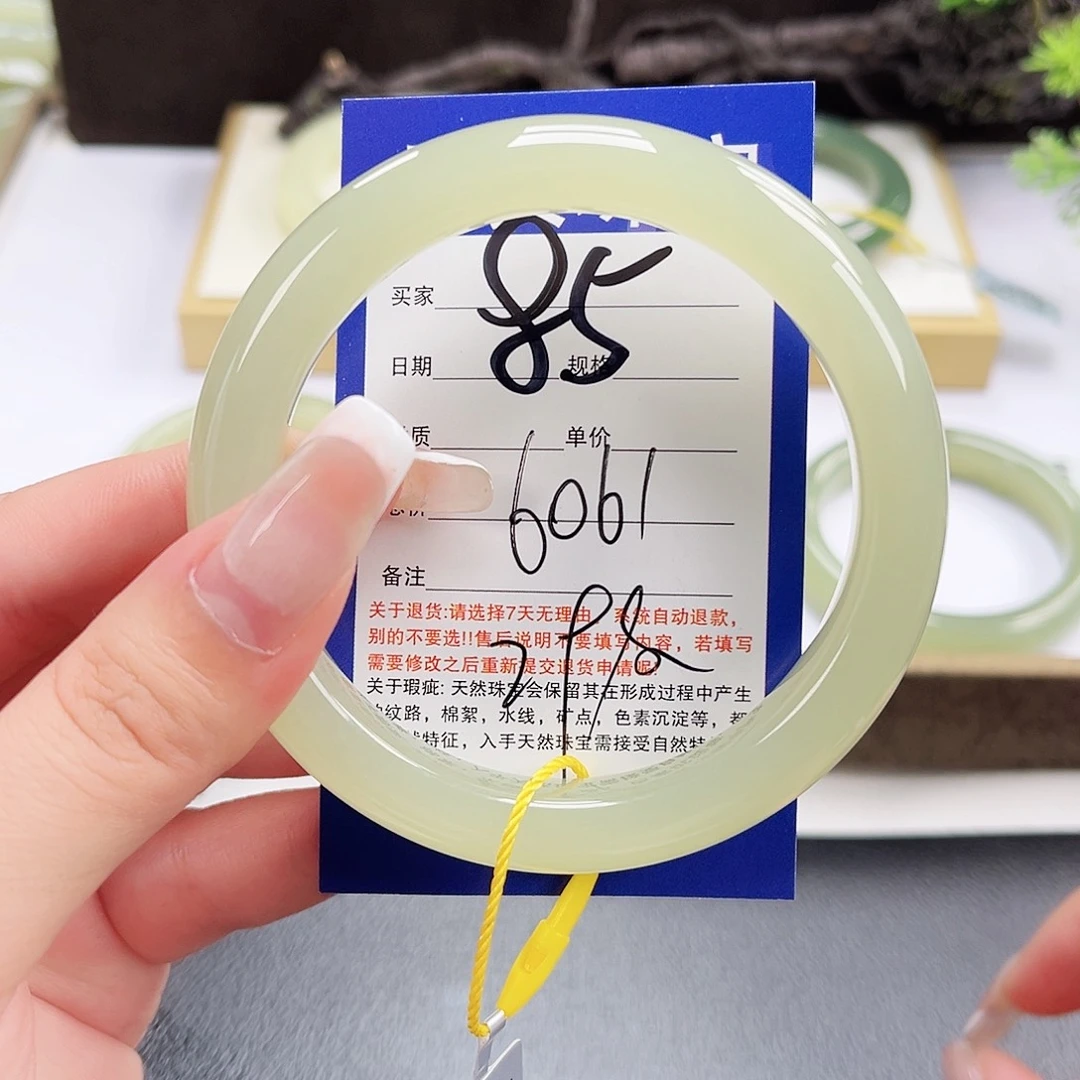 买家 85
日期 规格
质 单价
6061
备注
关于退货:请选择7天无理由，系统自动退款，
别的不要选!!售后说明不要填写内容，若填写
需要修改之后重新提交退货申请呢!
关于瑕疵: 天然珠宝会保留其在形成过程中产生
的纹路，棉絮，水线，矿点，色素沉淀等，都
特征，入手天然珠宝需接受自然特